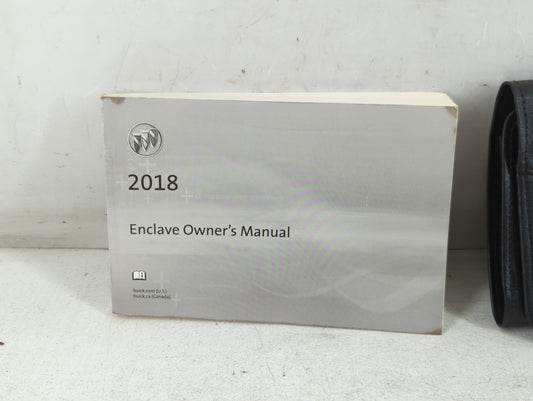 2018
Enclave Owner's Manual
buick.com (U.S.)
buick.ca (Canada)